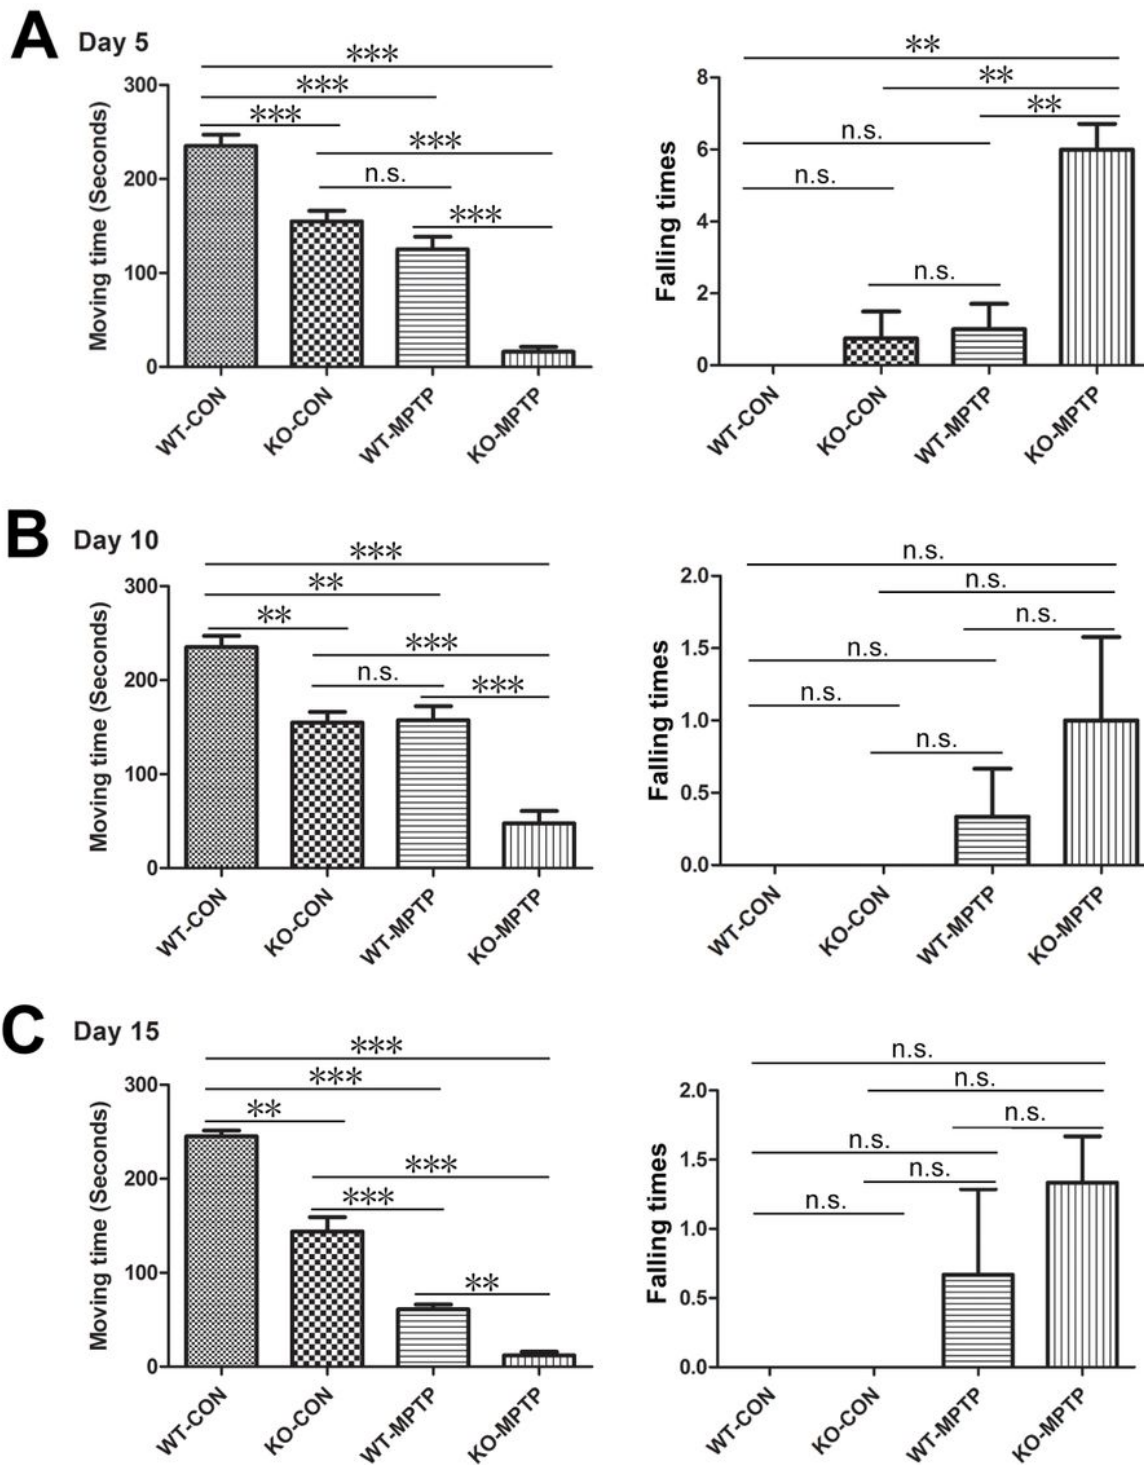 A Day 5
***
***
***
***
n.s.
***
Moving time (Seconds)
300
200
100
0
WT-CON
KO-CON
WT-MPTP
KO-MPTP
**
**
**
n.s.
n.s.
n.s.
Falling times
8
6
4
2
0
WT-CON
KO-CON
WT-MPTP
KO-MPTP
B Day 10
***
**
**
***
n.s.
***
Moving time (Seconds)
300
200
100
0
WT-CON
KO-CON
WT-MPTP
KO-MPTP
n.s.
n.s.
n.s.
n.s.
n.s.
n.s.
Falling times
2.0
1.5
1.0
0.5
0.0
WT-CON
KO-CON
WT-MPTP
KO-MPTP
C Day 15
***
***
**
***
***
**
Moving time (Seconds)
300
200
100
0
WT-CON
KO-CON
WT-MPTP
KO-MPTP
n.s.
n.s.
n.s.
n.s.
n.s.
n.s.
Falling times
2.0
1.5
1.0
0.5
0.0
WT-CON
KO-CON
WT-MPTP
KO-MPTP